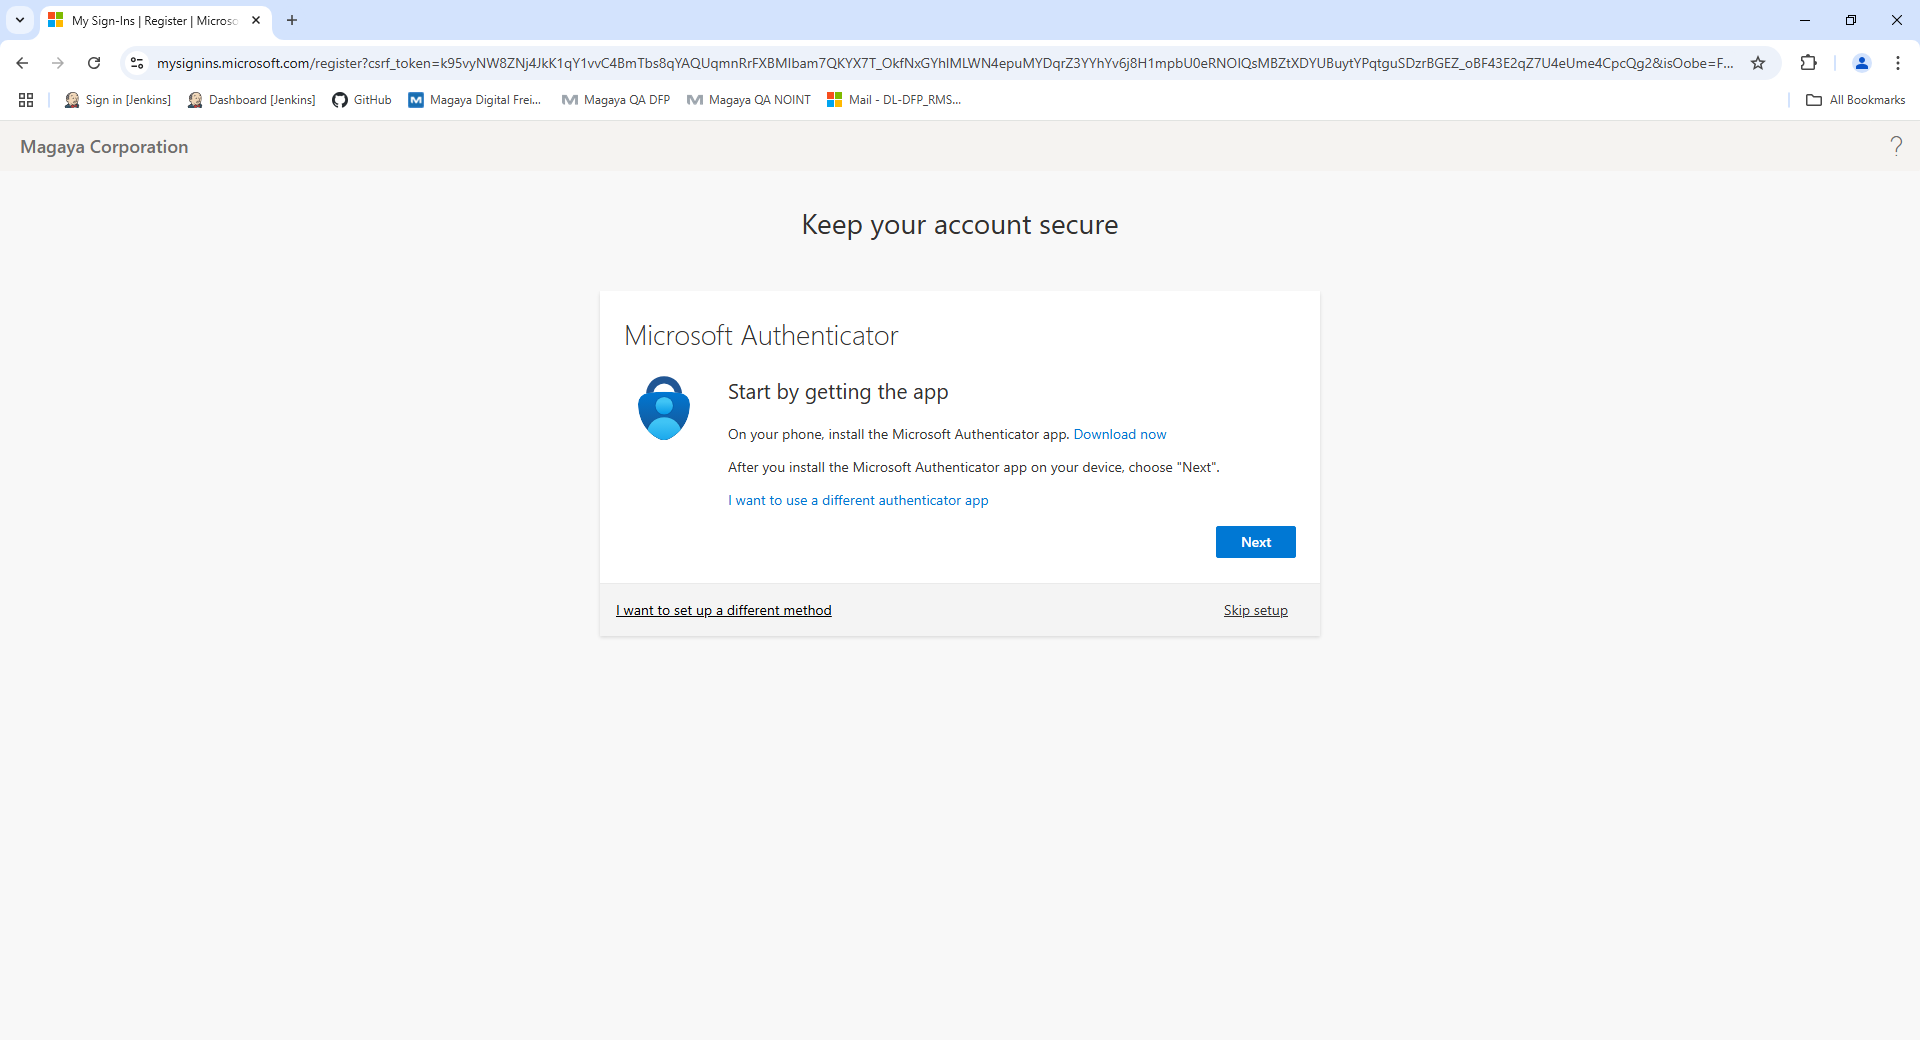 My Sign-Ins | Register | Microso
mysignins.microsoft.com/register?csrf_token=k95vyNW8ZNj4JkK1qY1vvC4BmTbs8qYAQUqmnRrFXBMIbam7QKYX7T_OkfNxGYhlMLWN4epuMYDqrZ3YYhYv6j8H1mpbU0eRNOIQsMBZtXDYUBuytYPqtguSDzrBGEZ_oBF43E2qZ7U4eUme4CpcQg2&isOobe=F...
Sign in [Jenkins] Dashboard [Jenkins] GitHub Magaya Digital Frei... Magaya QA DFP Magaya QA NOINT Mail - DL-DFP_RMS... All Bookmarks
Magaya Corporation ?
Keep your account secure
Microsoft Authenticator
Start by getting the app
On your phone, install the Microsoft Authenticator app. Download now
After you install the Microsoft Authenticator app on your device, choose "Next".
I want to use a different authenticator app
Next
I want to set up a different method Skip setup